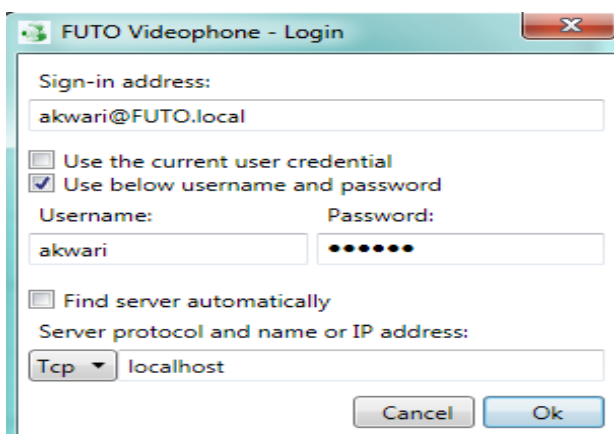 FUTO Videophone - Login
Sign-in address:
akwari@FUTO.local
Use the current user credential
Use below username and password
Username: Password:
akwari ●●●●●●
Find server automatically
Server protocol and name or IP address:
Tcp localhost
Cancel Ok